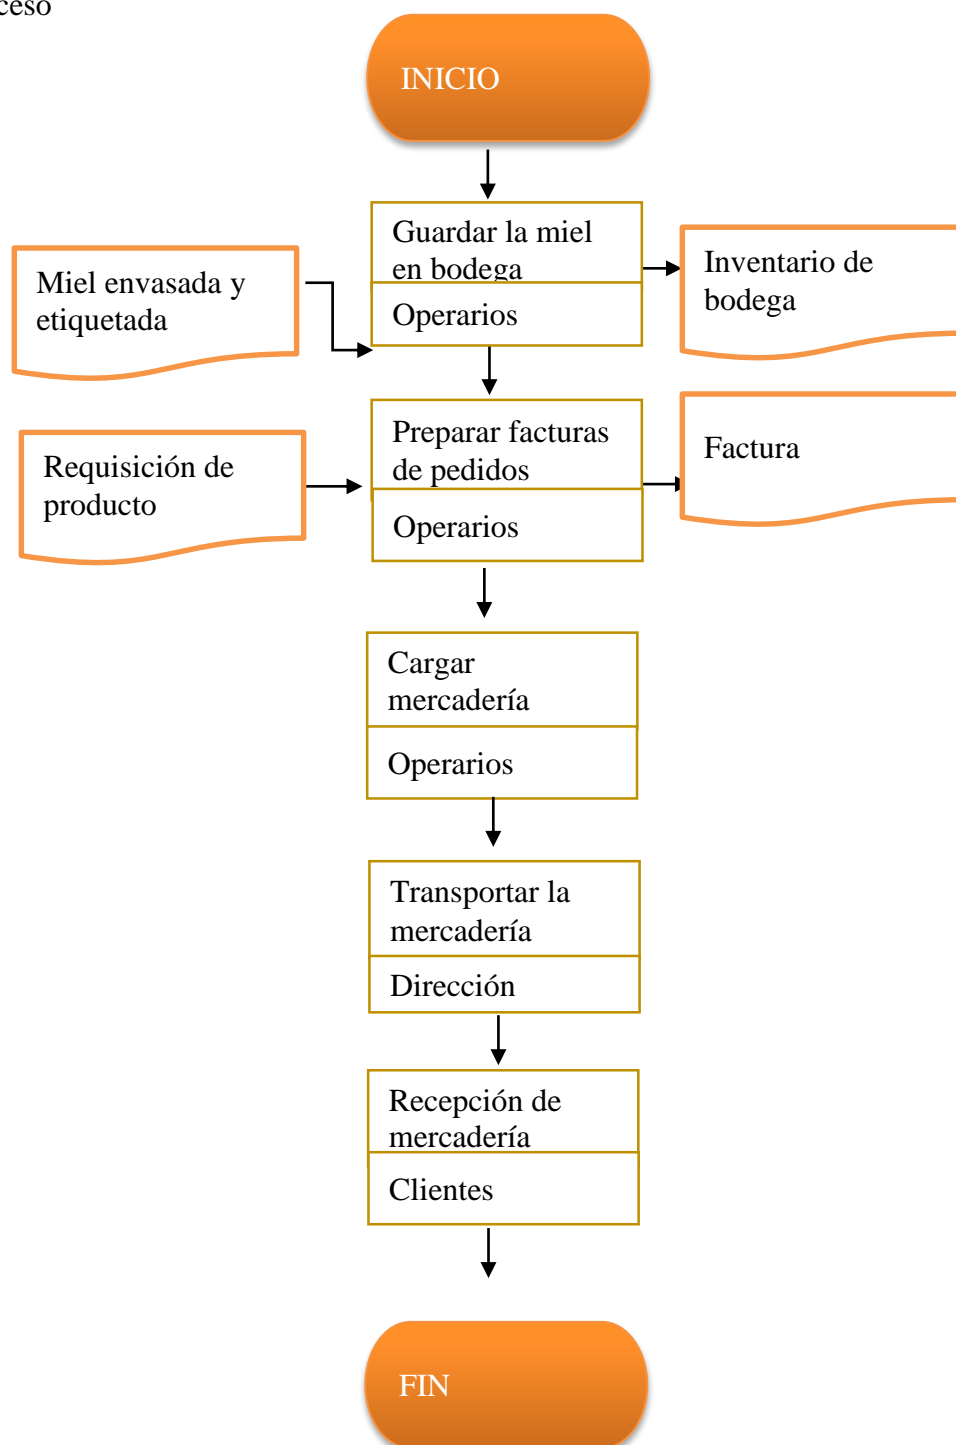 INICIO
Guardar la miel
en bodega
Operarios
Miel envasada y
etiquetada
Inventario de
bodega
Preparar facturas
de pedidos
Operarios
Requisición de
producto
Factura
Cargar
mercadería
Operarios
Transportar la
mercadería
Dirección
Recepción de
mercadería
Clientes
FIN